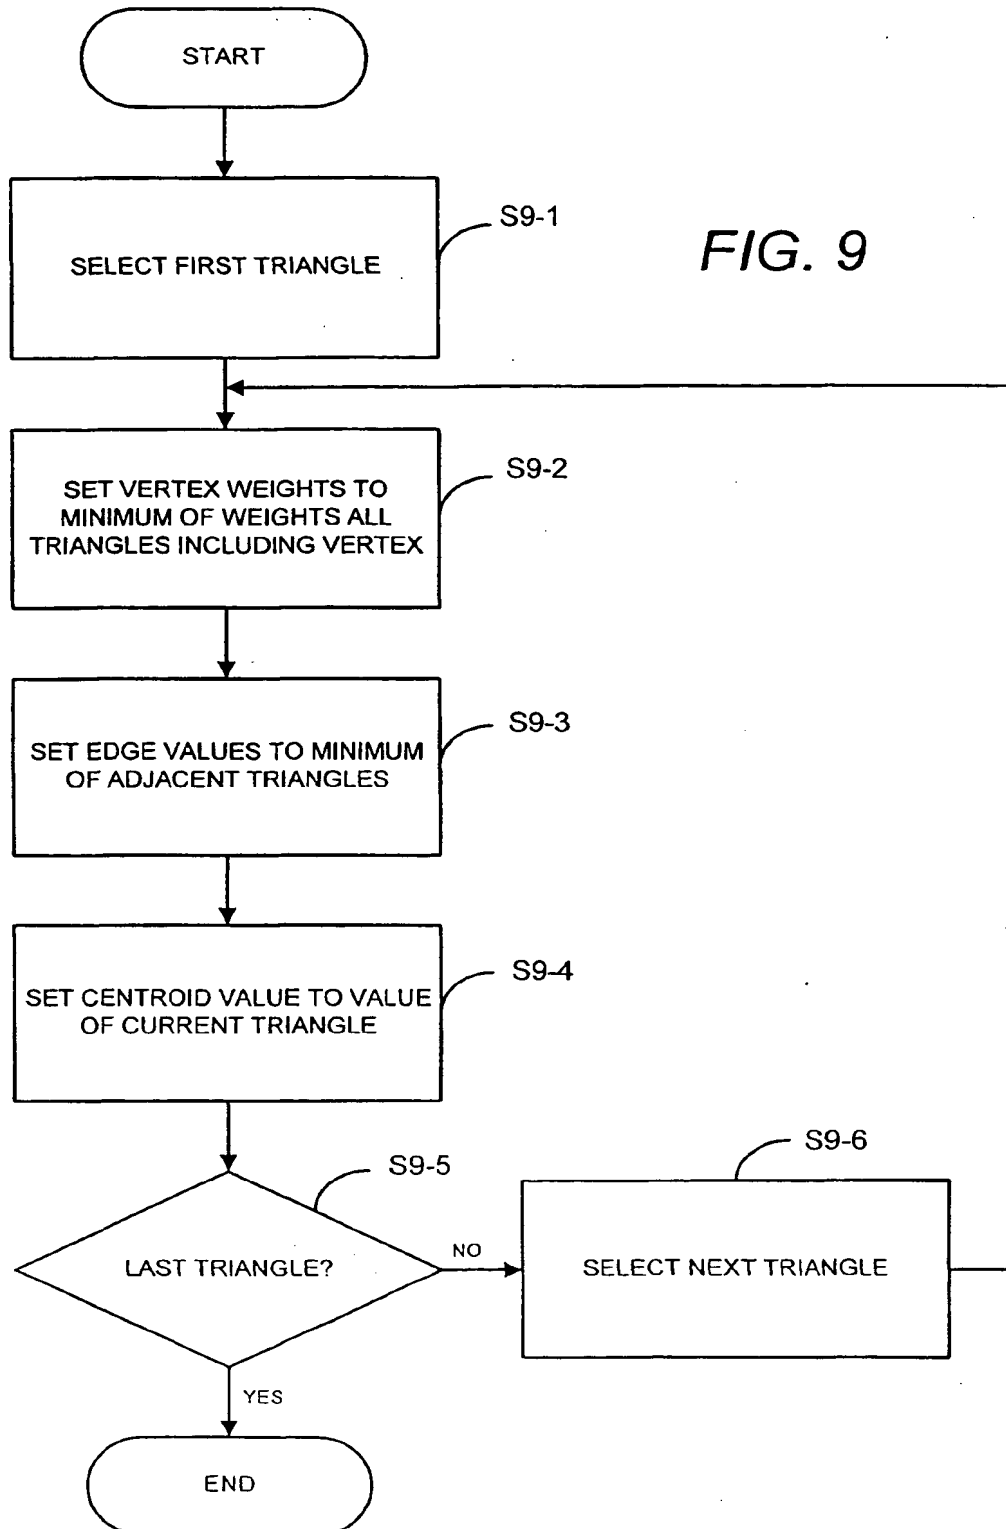 START
S9-1
FIG. 9
SELECT FIRST TRIANGLE
S9-2
SET VERTEX WEIGHTS TO
MINIMUM OF WEIGHTS ALL
TRIANGLES INCLUDING VERTEX
S9-3
SET EDGE VALUES TO MINIMUM
OF ADJACENT TRIANGLES
S9-4
SET CENTROID VALUE TO VALUE
OF CURRENT TRIANGLE
S9-5
S9-6
LAST TRIANGLE?
NO
SELECT NEXT TRIANGLE
YES
END